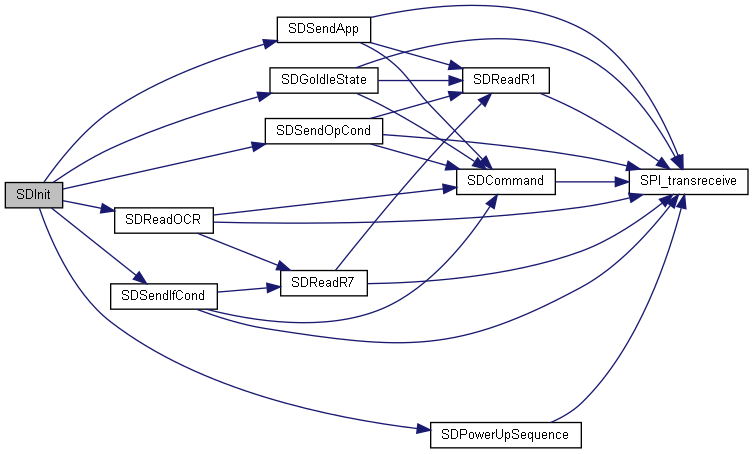 SDSendApp
SDGoIdleState
SDReadR1
SDSendOpCond
SDCommand
SPI_transreceive
SDInit
SDReadOCR
SDReadR7
SDSendIfCond
SDPowerUpSequence